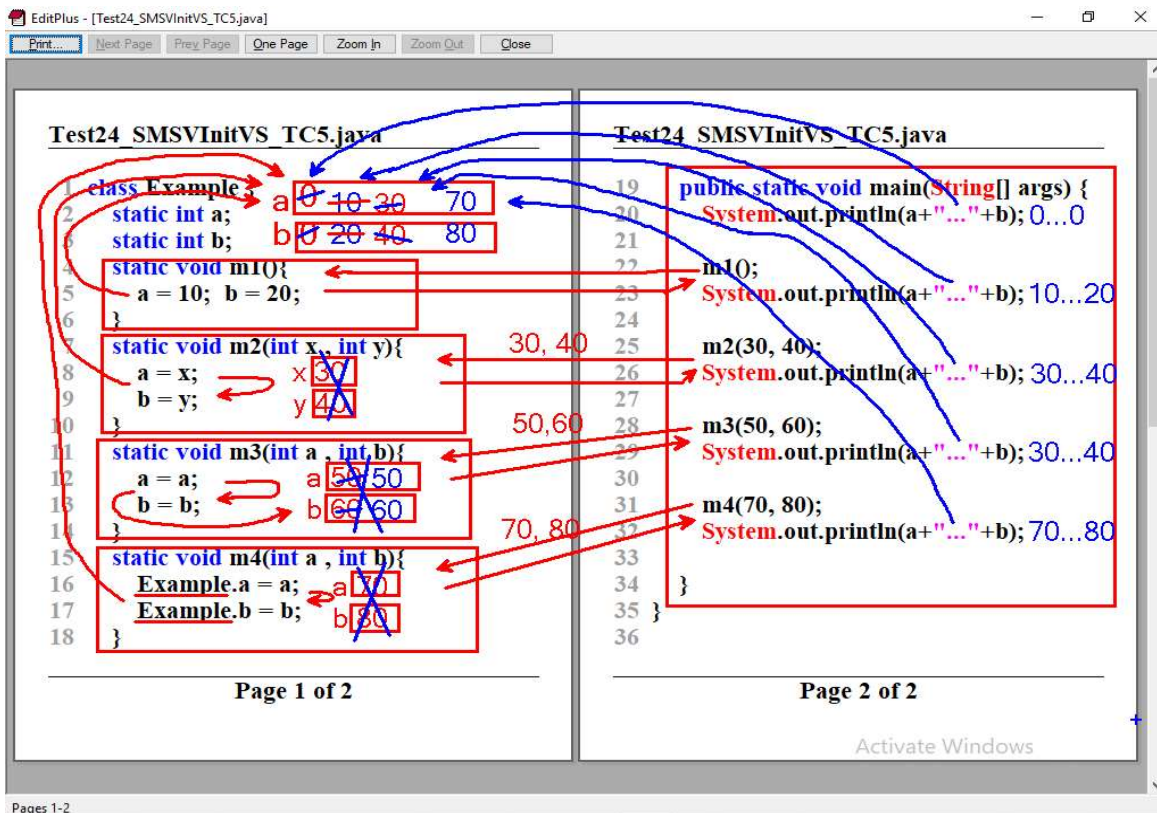 EditPlus - [Test24_SMSVInitVS_TC5.java]
Print... Next Page Prev Page One Page Zoom In Zoom Out Close
Test24_SMSVInitVS_TC5.java
1 class Example {
2 static int a;
3 static int b;
4 static void m1(){
5 a = 10; b = 20;
6 }
7 static void m2(int x , int y){
8 a = x;
9 b = y;
10 }
11 static void m3(int a , int b){
12 a = a;
13 b = b;
14 }
15 static void m4(int a , int b){
16 Example.a = a;
17 Example.b = b;
18 }
a 0 10 30 70
b 0 20 40 80
x 30
y 40
a 50 50
b 60 60
a 70
b 80
30, 40
50,60
70, 80
Page 1 of 2
Test24_SMSVInitVS_TC5.java
19 public static void main(String[] args) {
20 System.out.println(a+"..."+b); 0...0
21
22 m1();
23 System.out.println(a+"..."+b); 10...20
24
25 m2(30, 40);
26 System.out.println(a+"..."+b); 30...40
27
28 m3(50, 60);
29 System.out.println(a+"..."+b); 30...40
30
31 m4(70, 80);
32 System.out.println(a+"..."+b); 70...80
33
34 }
35 }
36
Page 2 of 2
Activate Windows
Pages 1-2